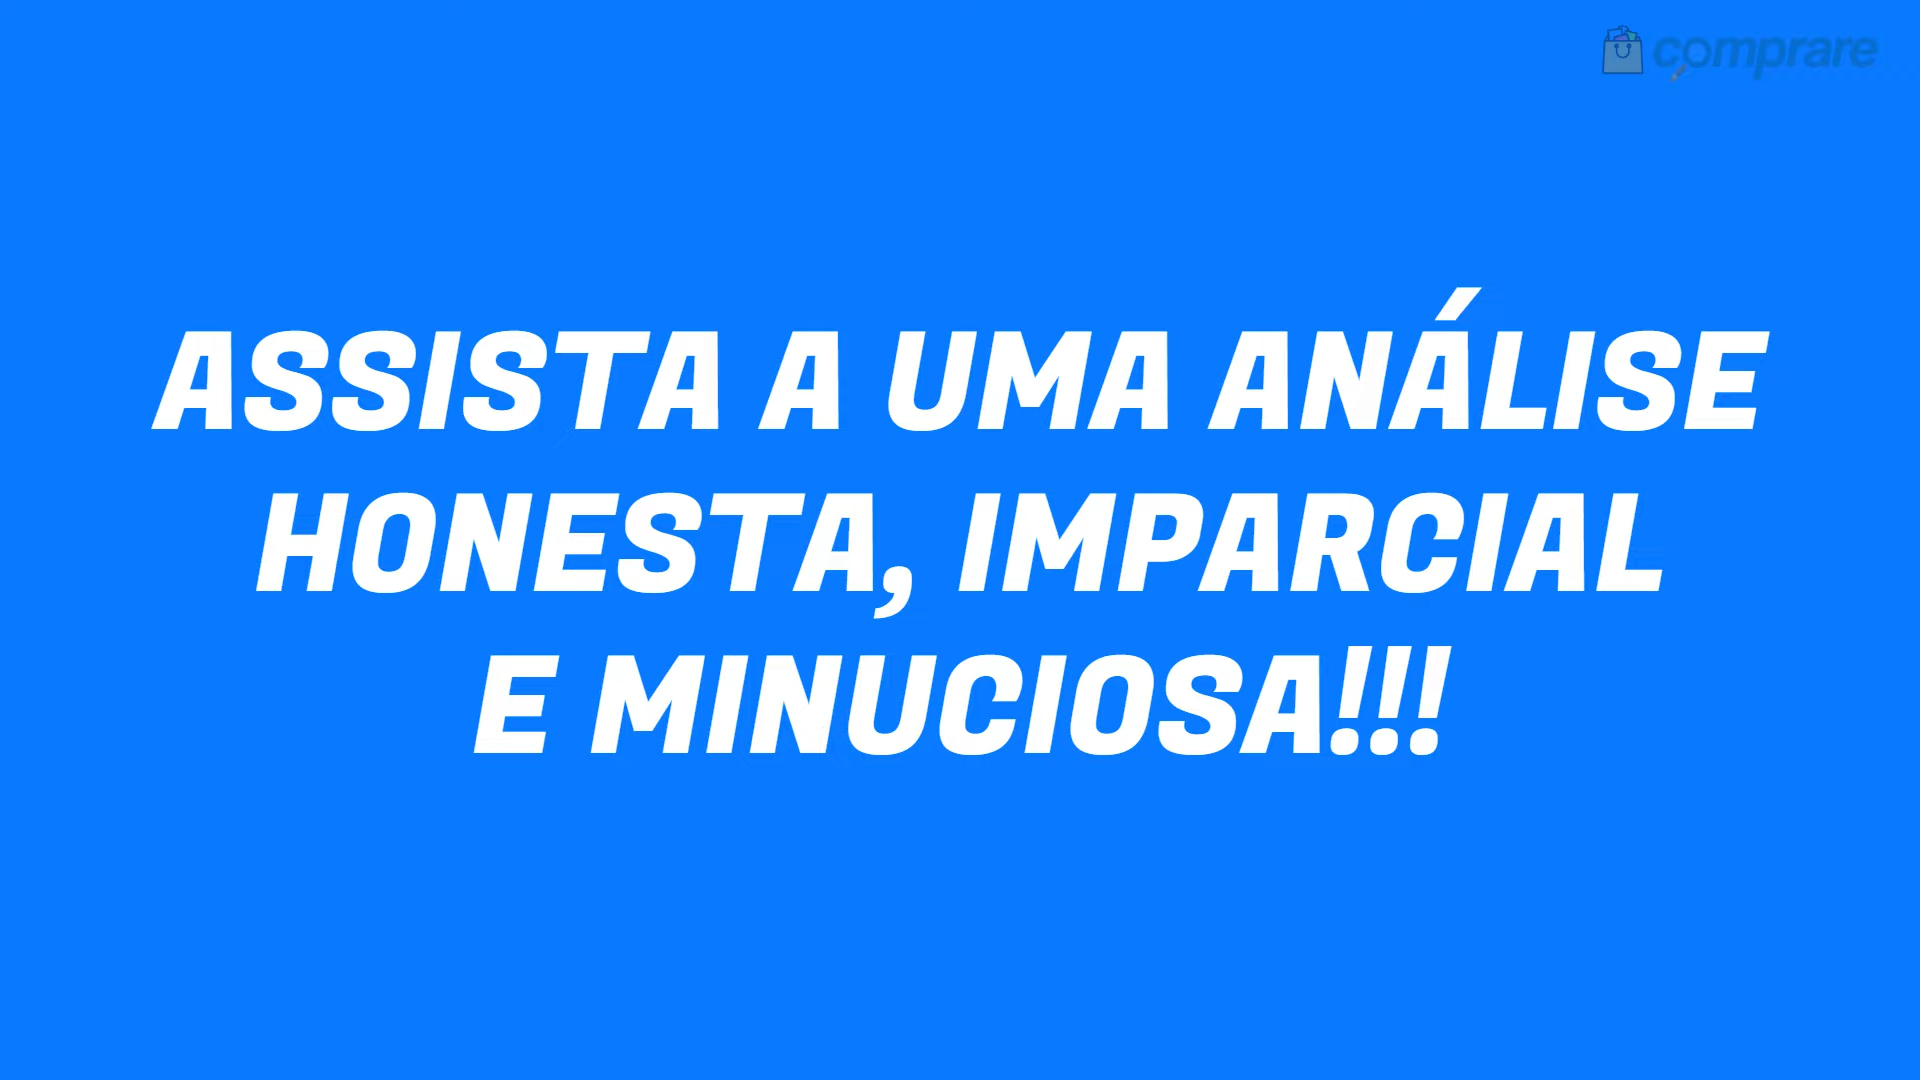 comprare
ASSISTA A UMA ANÁLISE
HONESTA, IMPARCIAL
E MINUCIOSA!!!